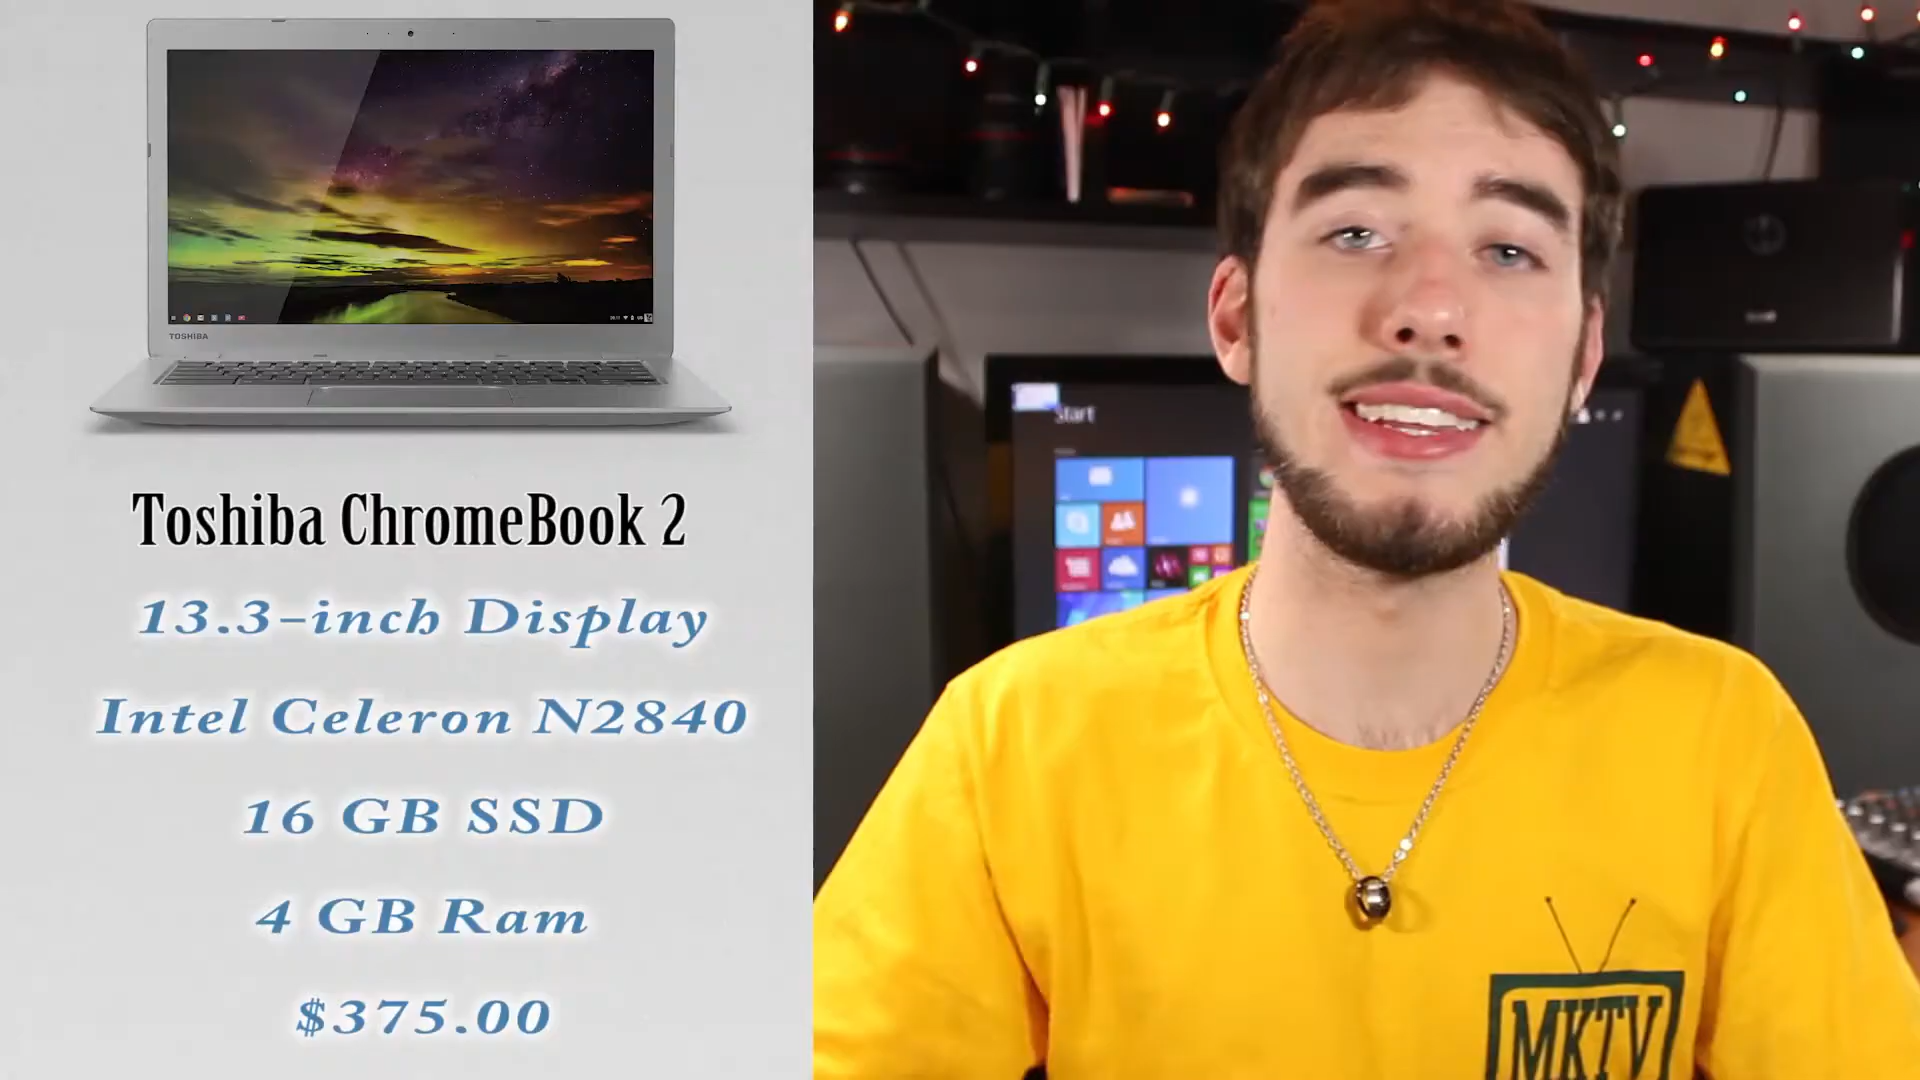 TOSHIBA
Toshiba ChromeBook 2
13.3-inch Display
Intel Celeron N2840
16 GB SSD
4 GB Ram
$375.00
Start
MKTV